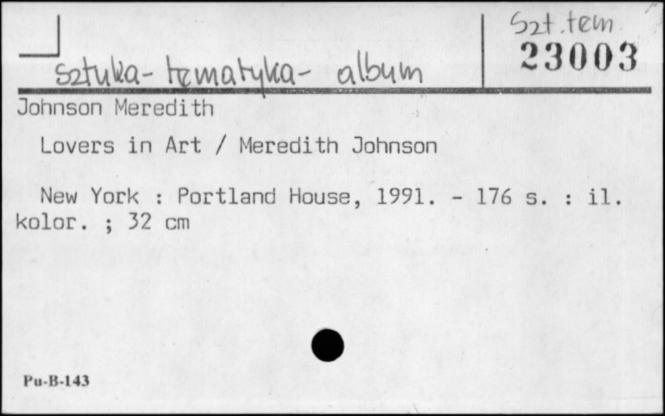 Szt. tem.
23003
sztuka - tematyka - album
Johnson Meredith
Lovers in Art / Meredith Johnson
New York : Portland House, 1991. - 176 s. : il.
kolor. ; 32 cm
Pu-B-143